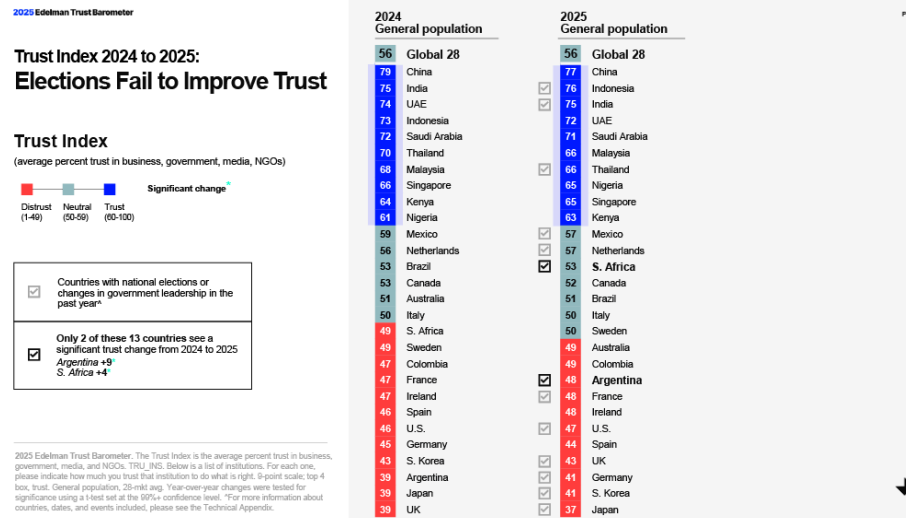 2025 Edelman Trust Barometer
Trust Index 2024 to 2025:
Elections Fail to Improve Trust
Trust Index
(average percent trust in business, government, media, NGOs)
Distrust
(1-49)
Neutral
(50-59)
Trust
(60-100)
Significant change
Countries with national elections or
changes in government leadership in the
past year^
Only 2 of these 13 countries see a
significant trust change from 2024 to 2025
Argentina +9
S. Africa +4
2025 Edelman Trust Barometer. The Trust Index is the average percent trust in business,
government, media, and NGOs. TRU_INS. Below is a list of institutions. For each one,
please indicate how much you trust that institution to do what is right. 9-point scale; top 4
box, trust. General population, 28-mkt avg. Year-over-year changes were tested for
significance using a t-test set at the 99%+ confidence level. ^For more information about
countries, dates, and events included, please see the Technical Appendix.
2024
General population
56 Global 28
79 China
75 India
74 UAE
73 Indonesia
72 Saudi Arabia
70 Thailand
68 Malaysia
66 Singapore
64 Kenya
61 Nigeria
59 Mexico
56 Netherlands
53 Brazil
53 Canada
51 Australia
50 Italy
49 S. Africa
49 Sweden
47 Colombia
47 France
47 Ireland
46 Spain
46 U.S.
45 Germany
43 S. Korea
39 Argentina
39 Japan
39 UK
2025
General population
56 Global 28
77 China
76 Indonesia
75 India
72 UAE
71 Saudi Arabia
66 Malaysia
66 Thailand
65 Nigeria
65 Singapore
63 Kenya
57 Mexico
57 Netherlands
53 S. Africa
52 Canada
51 Brazil
50 Italy
50 Sweden
49 Australia
49 Colombia
48 Argentina
48 France
48 Ireland
47 U.S.
44 Spain
43 UK
41 Germany
41 S. Korea
37 Japan